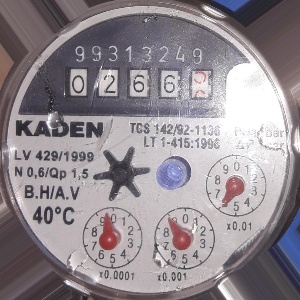 99313249
0266
KADEN
TCS 142/92-1136
LV 429/1999
LT 1-415:1996
N 0,6/Qp 1,5
B.H/A.V
40°C
x0.01
x0.0001
x0.001